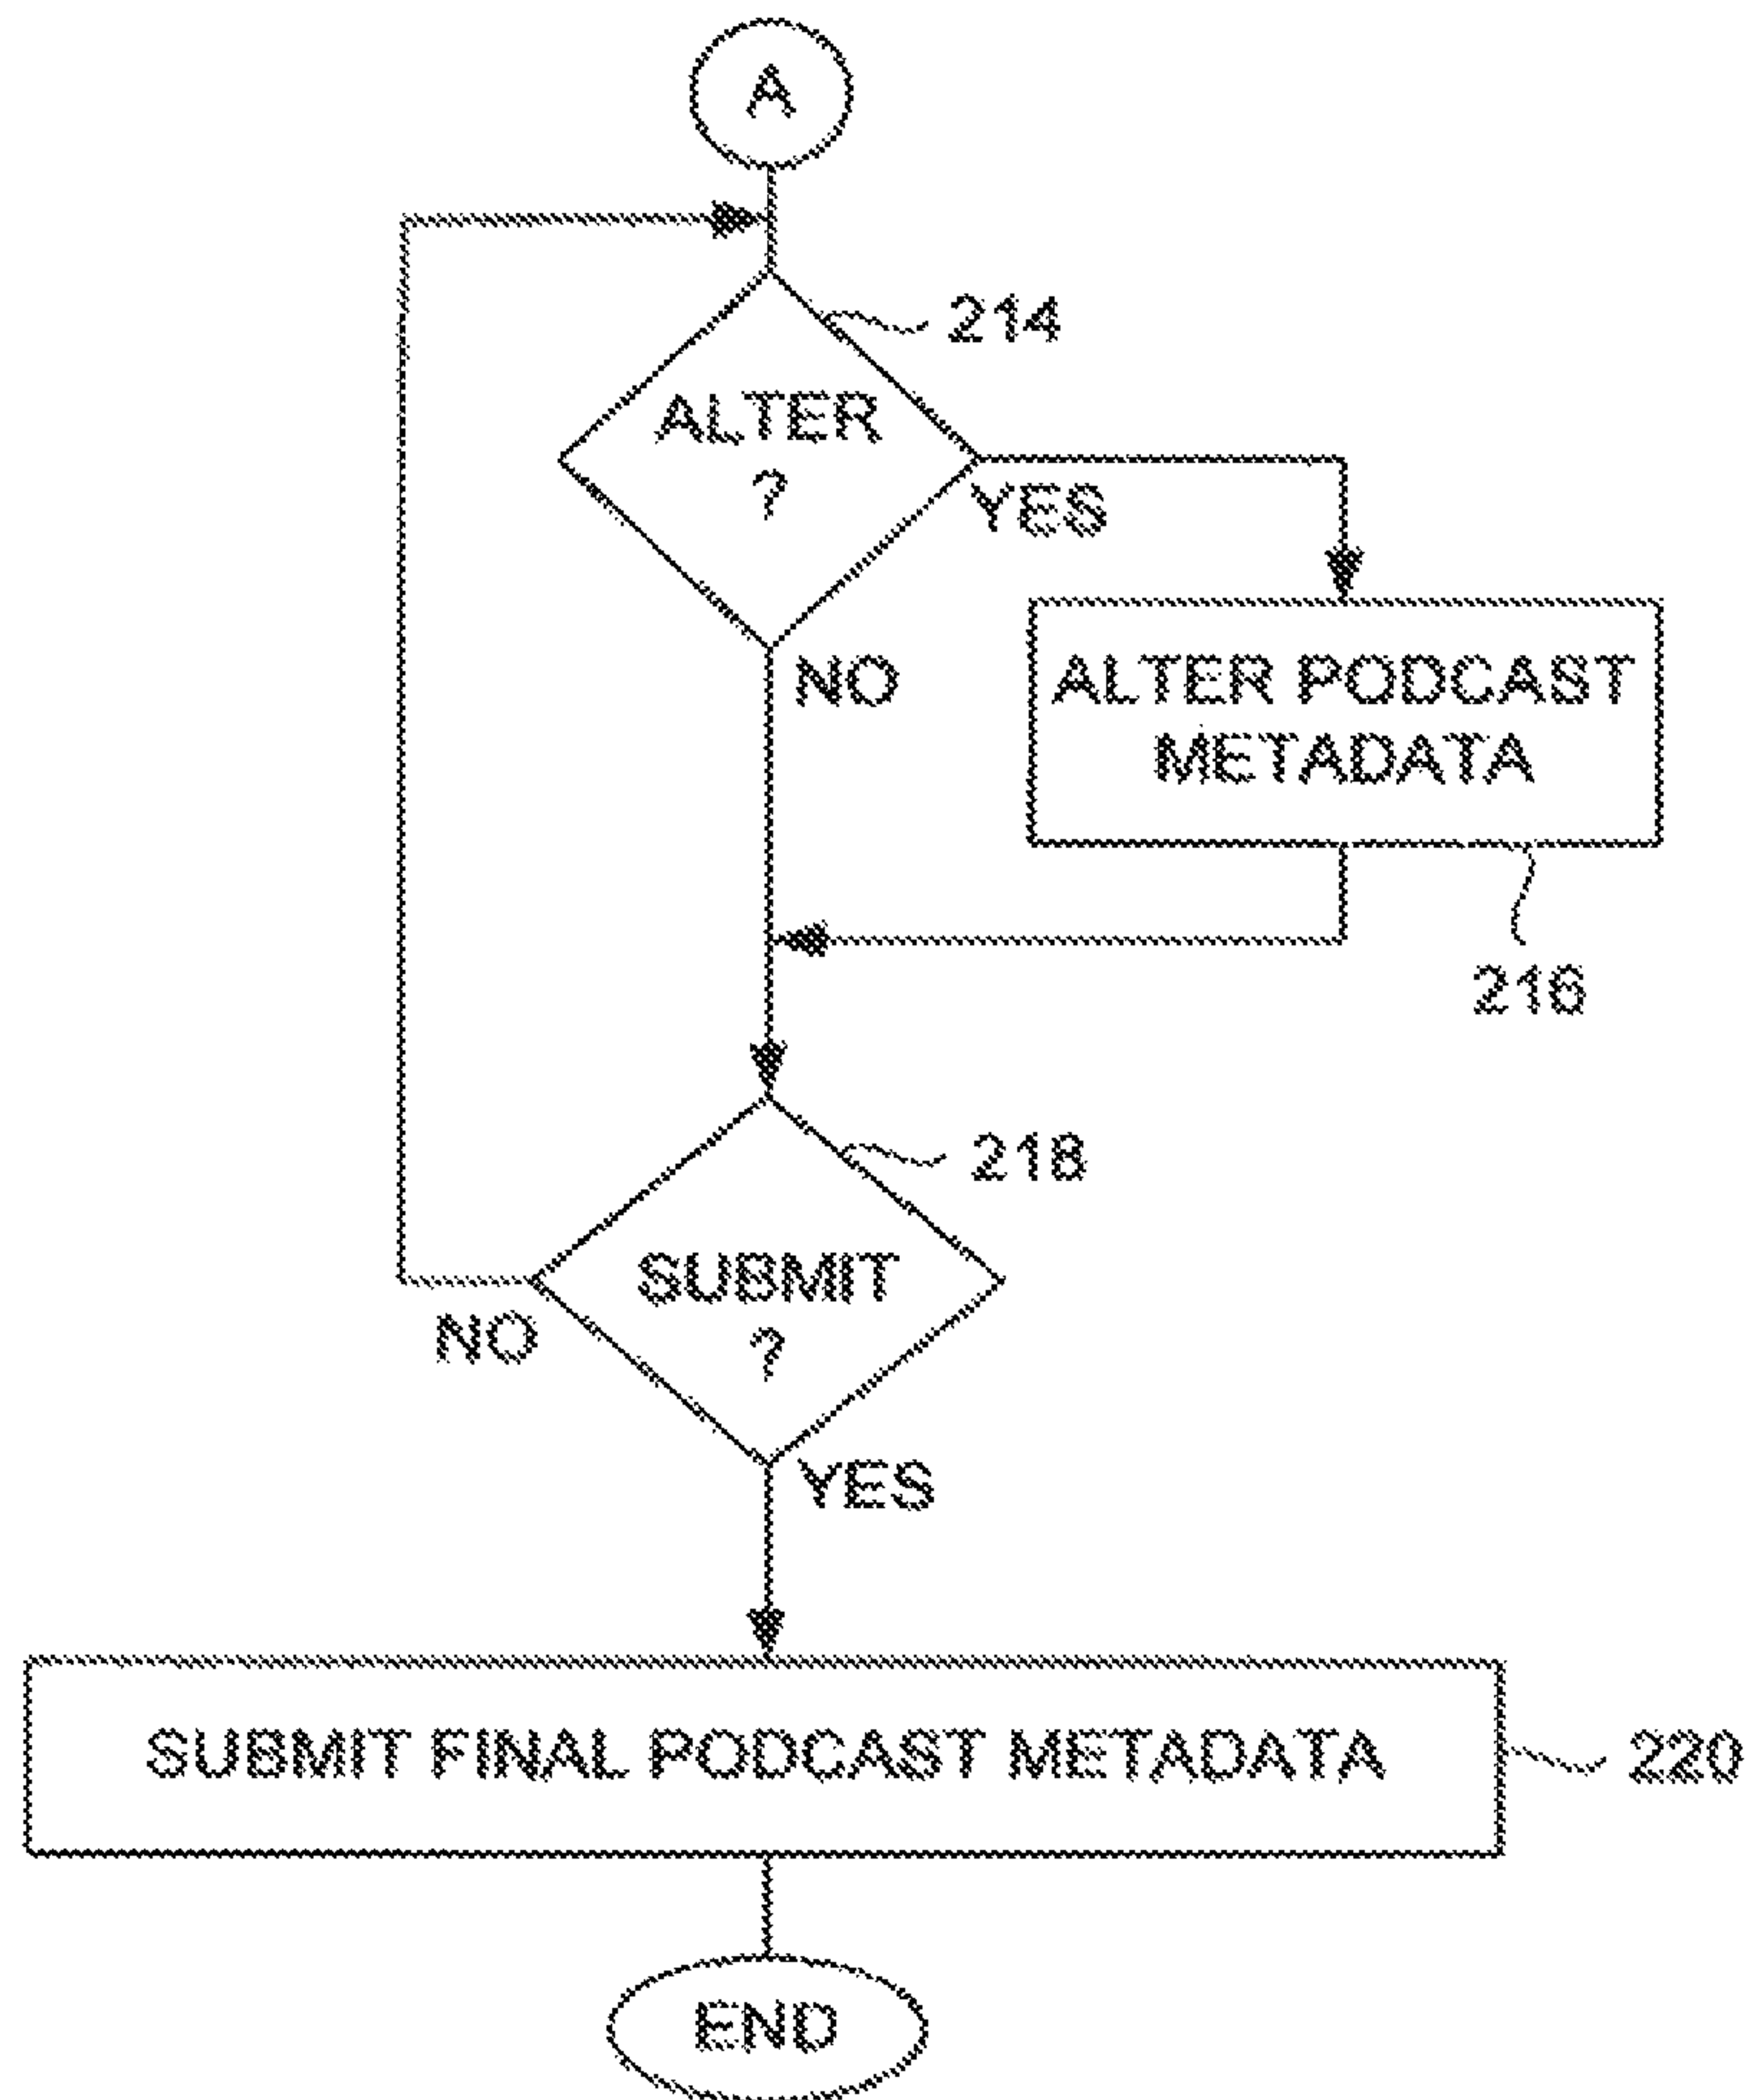 A
214
ALTER
?
YES
NO
ALTER PODCAST
METADATA
216
218
SUBMIT
?
NO
YES
SUBMIT FINAL PODCAST METADATA
220
END